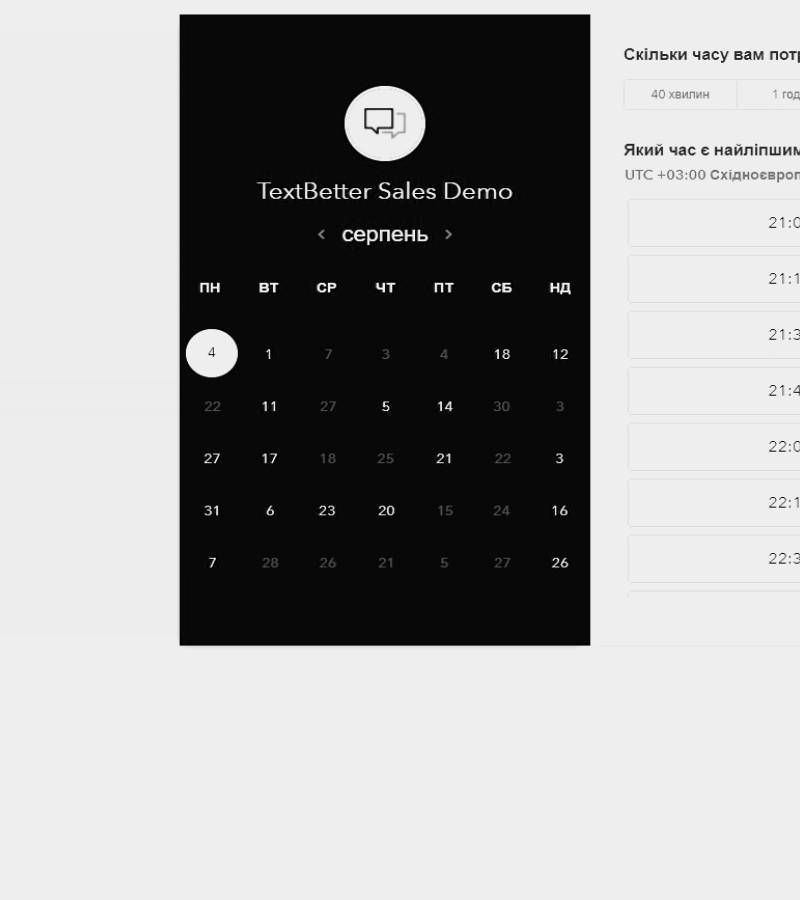 TextBetter Sales Demo
серпень
ПН ВТ СР ЧТ ПТ СБ НД
4 1 7 3 4 18 12
22 11 27 5 14 30 3
27 17 18 25 21 22 3
31 6 23 20 15 24 16
7 28 26 21 5 27 26
Скільки часу вам потр
40 хвилин 1 год
Який час є найліпшим
UTC +03:00 Східноєвроп
21:0
21:1
21:3
21:4
22:0
22:1
22:3